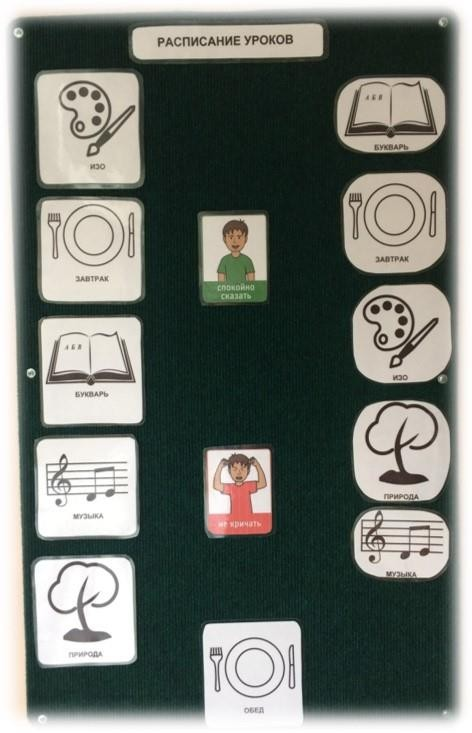 РАСПИСАНИЕ УРОКОВ
ИЗО
ЗАВТРАК
А Б В
БУКВАРЬ
МУЗЫКА
ПРИРОДА
спокойно
сказать
не кричать
ОБЕД
А Б В
БУКВАРЬ
ЗАВТРАК
ИЗО
ПРИРОДА
МУЗЫКА